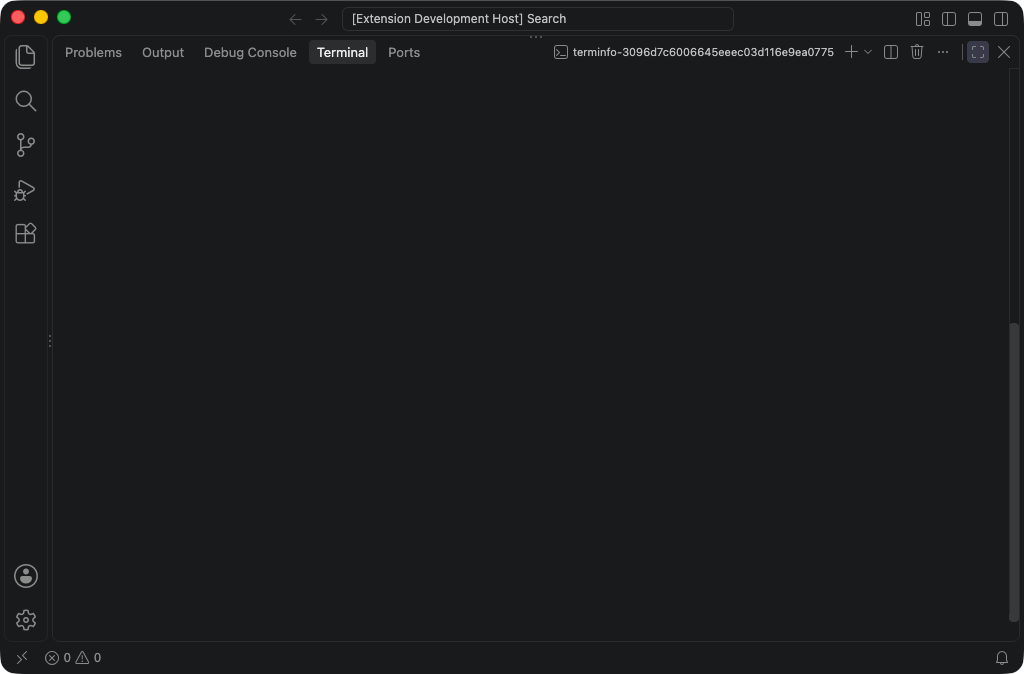 [Extension Development Host] Search
Problems Output Debug Console Terminal Ports terminfo-3096d7c6006645eeec03d116e9ea0775
0 0